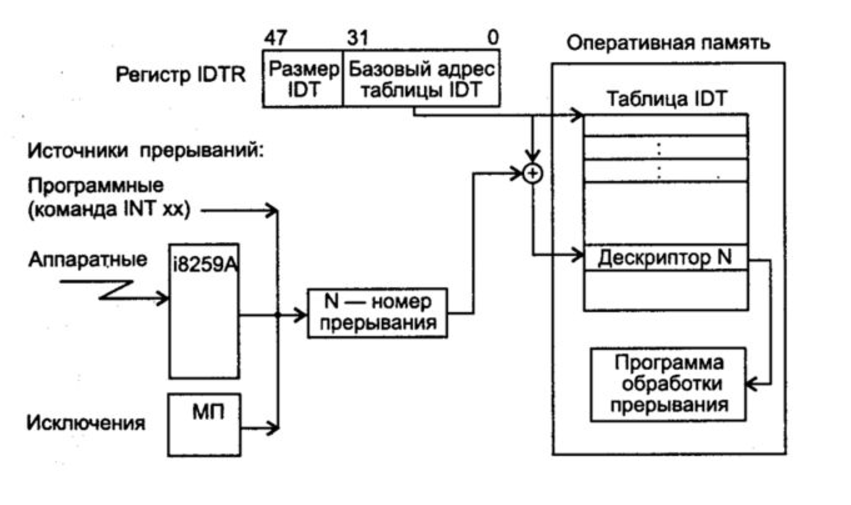 47 31 0
Регистр IDTR
Размер
IDT
Базовый адрес
таблицы IDT
Оперативная память
Таблица IDT
:
:
Источники прерываний:
Программные
(команда INT xx)
+
Аппаратные
i8259A
Дескриптор N
N — номер
прерывания
Программа
обработки
прерывания
Исключения
МП